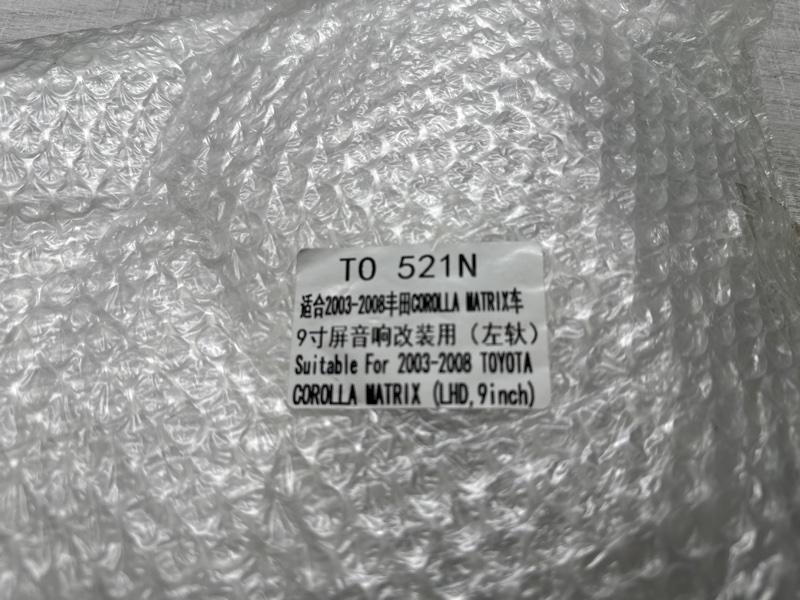 TO 521N
适合2003-2008丰田COROLLA MATRIX车
9寸屏音响改装用（左钛）
Suitable For 2003-2008 TOYOTA
COROLLA MATRIX (LHD,9inch)